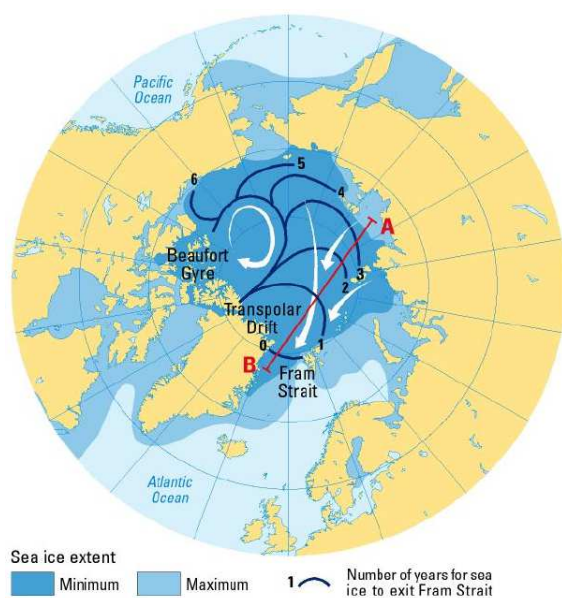 Pacific
Ocean
5
6
4
A
Beaufort
Gyre
3
2
Transpolar
Drift
0
1
B
Fram
Strait
Atlantic
Ocean
Sea ice extent
Minimum
Maximum
1
Number of years for sea
ice to exit Fram Strait